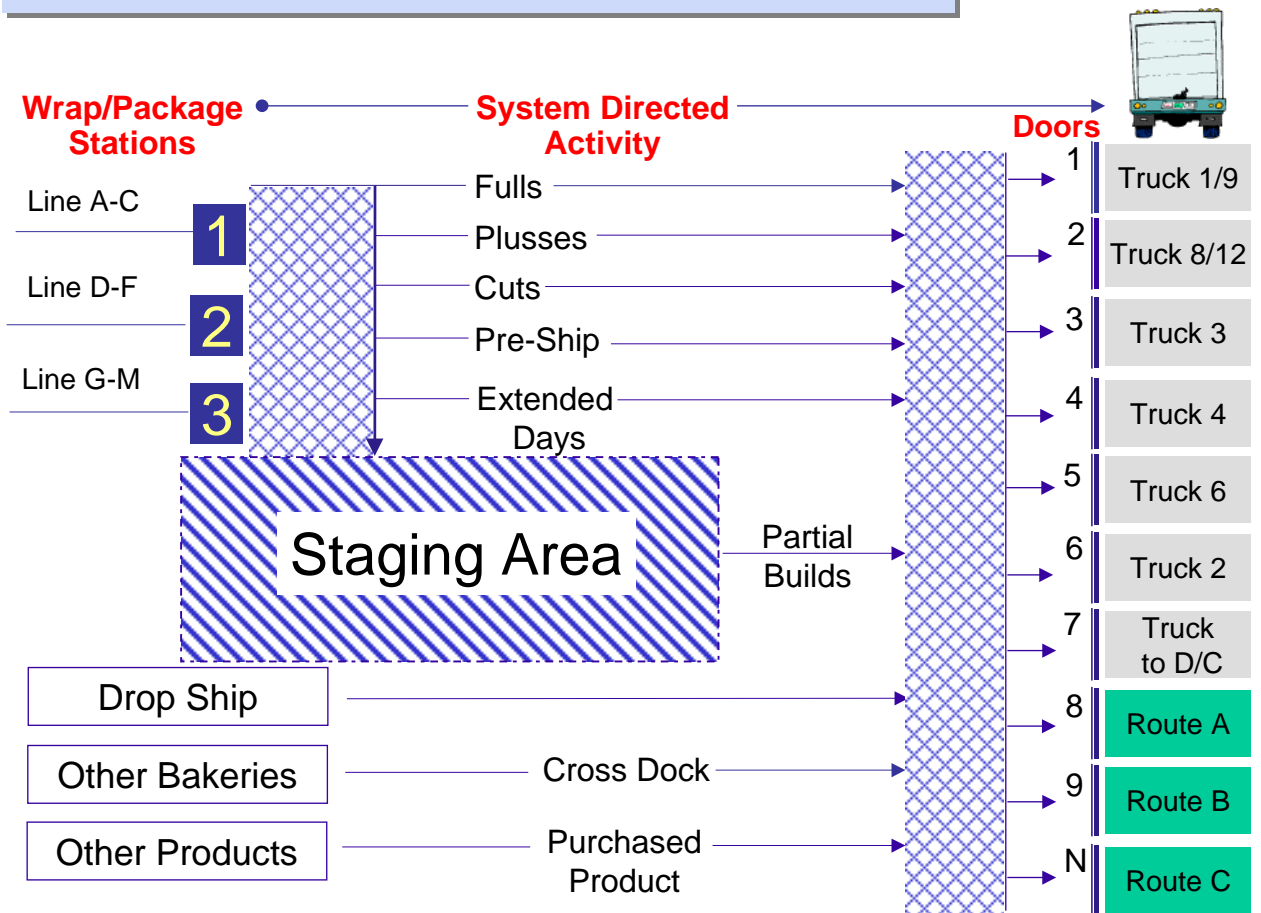 Wrap/Package
Stations
System Directed
Activity
Doors
Line A-C
1
Line D-F
2
Line G-M
3
Fulls
Plusses
Cuts
Pre-Ship
Extended
Days
Staging Area
Partial
Builds
Drop Ship
Other Bakeries
Cross Dock
Other Products
Purchased
Product
1
Truck 1/9
2
Truck 8/12
3
Truck 3
4
Truck 4
5
Truck 6
6
Truck 2
7
Truck
to D/C
8
Route A
9
Route B
N
Route C